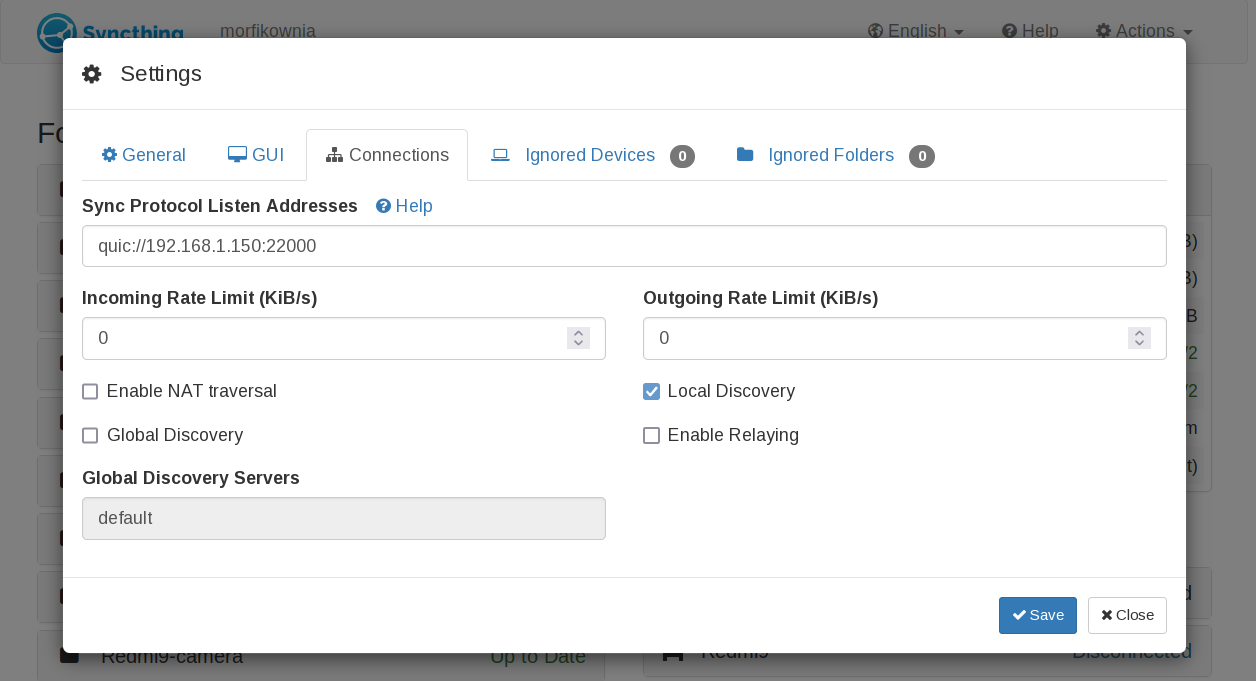 Syncthing morfikownia English Help Actions
Settings
General GUI Connections Ignored Devices 0 Ignored Folders 0
Sync Protocol Listen Addresses Help
quic://192.168.1.150:22000
Incoming Rate Limit (KiB/s) Outgoing Rate Limit (KiB/s)
0 0
Enable NAT traversal Local Discovery
Global Discovery Enable Relaying
Global Discovery Servers
default
Save Close
Redmi9-camera Up to Date Redmi9 Disconnected